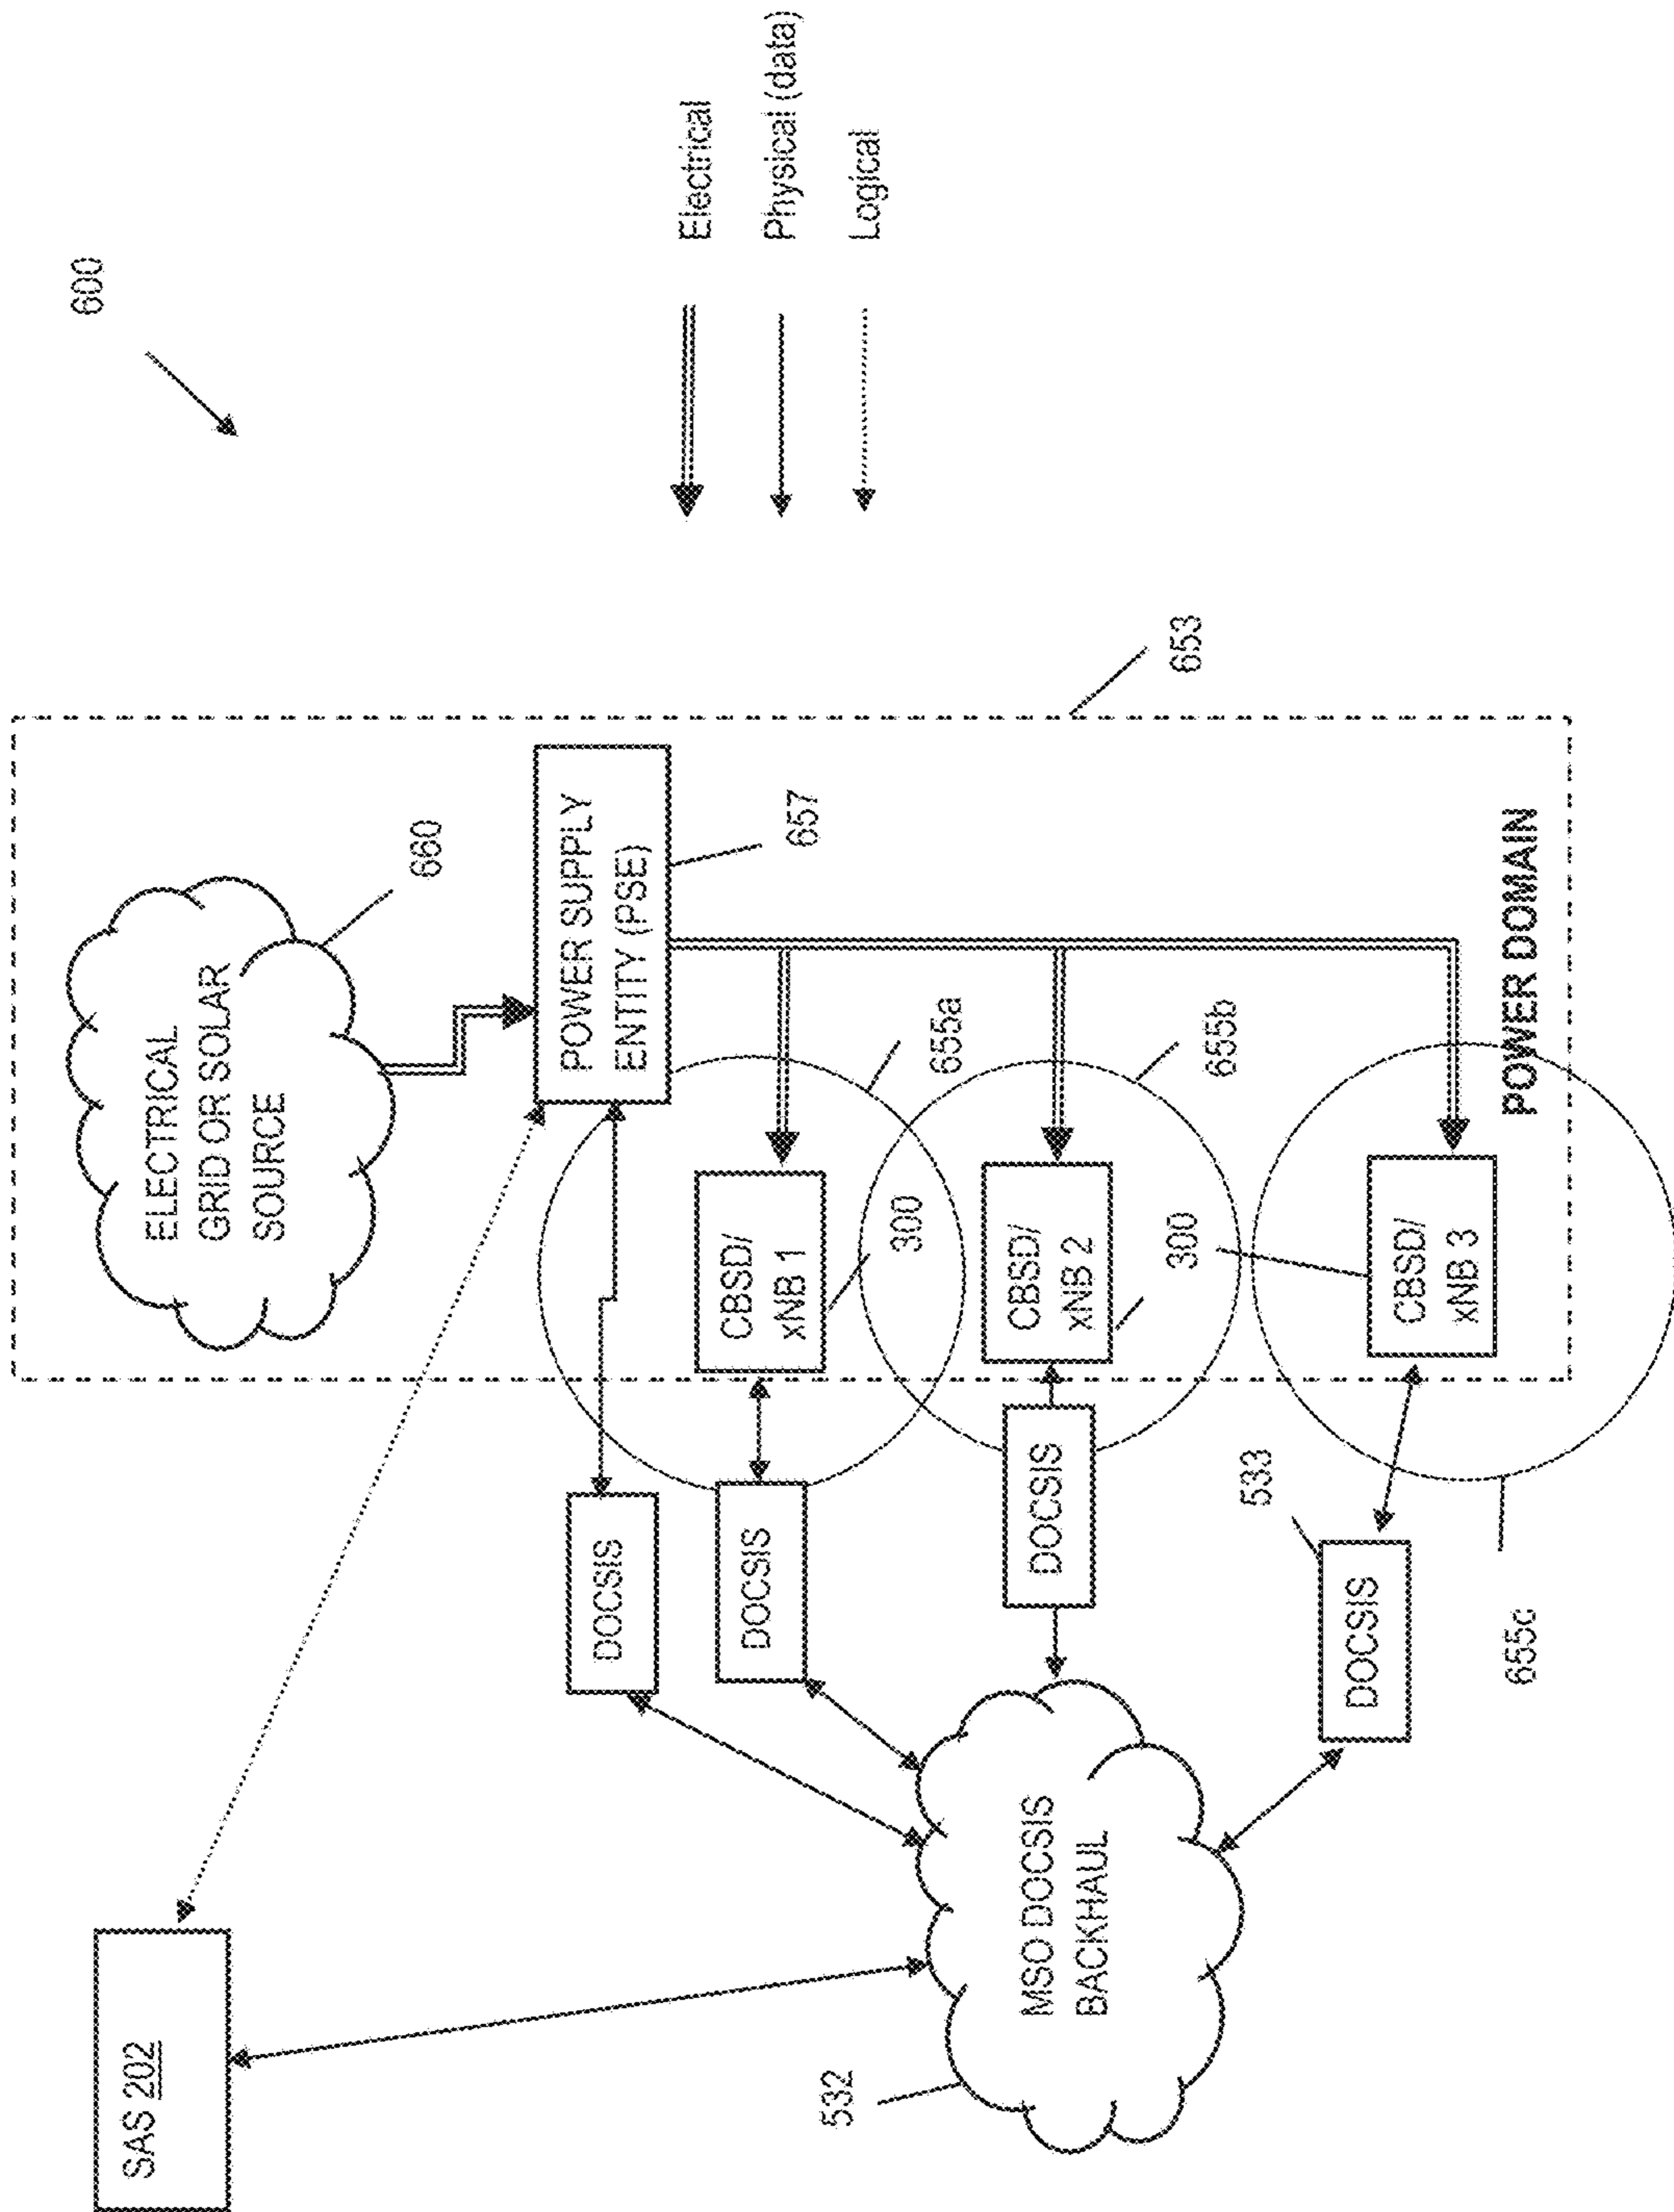 600
SAS 202
ELECTRICAL
GRID OR SOLAR
SOURCE
660
Electrical
Physical (data)
Logical
653
POWER SUPPLY
ENTITY (PSE)
657
DOCSIS
DOCSIS
CBSD/
xNB 1
655a
300
MSO DOCSIS
BACKHAUL
532
DOCSIS
CBSD/
xNB 2
655b
300
533
DOCSIS
CBSD/
xNB 3
655c
POWER DOMAIN